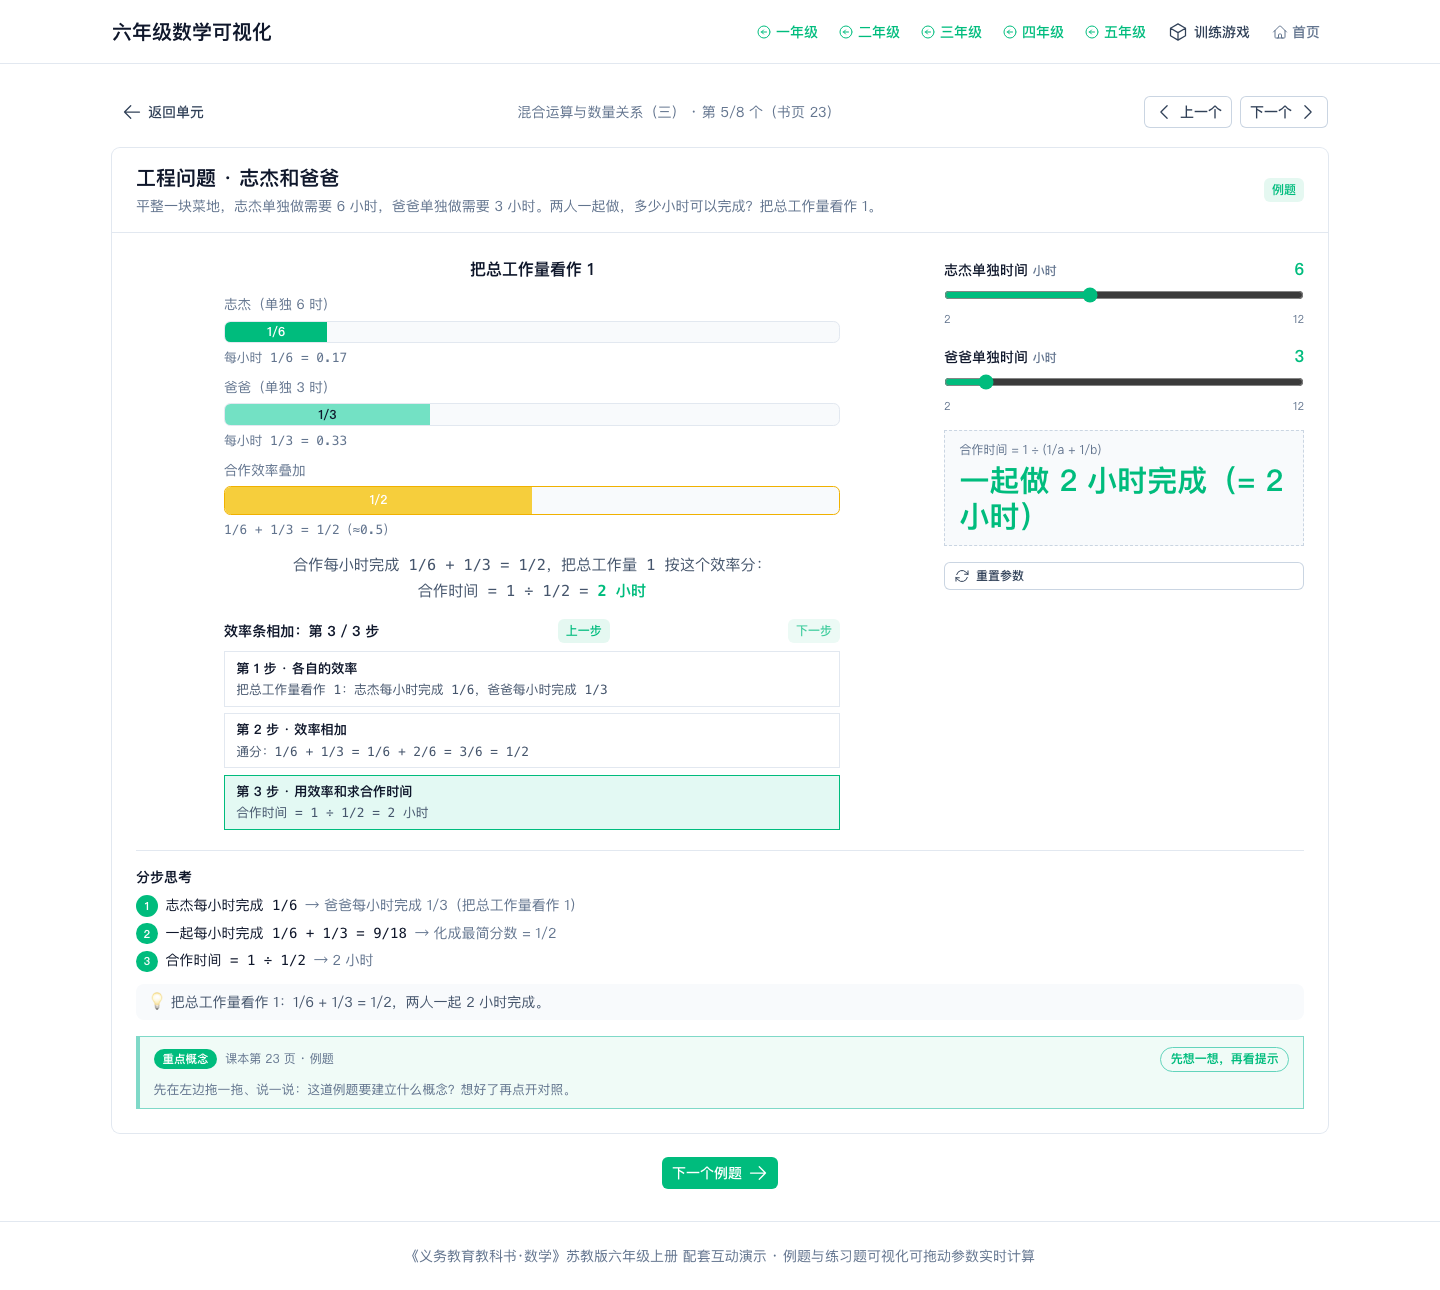 六年级数学可视化
一年级 二年级 三年级 四年级 五年级 训练游戏 首页
返回单元
混合运算与数量关系（三） · 第 5/8 个（书页 23）
上一个 下一个
工程问题 · 志杰和爸爸
例题
平整一块菜地，志杰单独做需要 6 小时，爸爸单独做需要 3 小时。两人一起做，多少小时可以完成？把总工作量看作 1。
把总工作量看作 1
志杰（单独 6 时）
1/6
每小时 1/6 = 0.17
爸爸（单独 3 时）
1/3
每小时 1/3 = 0.33
合作效率叠加
1/2
1/6 + 1/3 = 1/2（≈0.5）
合作每小时完成 1/6 + 1/3 = 1/2，把总工作量 1 按这个效率分：
合作时间 = 1 ÷ 1/2 = 2 小时
效率条相加：第 3 / 3 步
上一步
下一步
第 1 步 · 各自的效率
把总工作量看作 1：志杰每小时完成 1/6，爸爸每小时完成 1/3
第 2 步 · 效率相加
通分：1/6 + 1/3 = 1/6 + 2/6 = 3/6 = 1/2
第 3 步 · 用效率和求合作时间
合作时间 = 1 ÷ 1/2 = 2 小时
志杰单独时间 小时 6
2 12
爸爸单独时间 小时 3
2 12
合作时间 = 1 ÷ (1/a + 1/b)
一起做 2 小时完成（= 2
小时）
重置参数
分步思考
1 志杰每小时完成 1/6 → 爸爸每小时完成 1/3（把总工作量看作 1）
2 一起每小时完成 1/6 + 1/3 = 9/18 → 化成最简分数 = 1/2
3 合作时间 = 1 ÷ 1/2 → 2 小时
把总工作量看作 1：1/6 + 1/3 = 1/2，两人一起 2 小时完成。
重点概念 课本第 23 页 · 例题
先想一想，再看提示
先在左边拖一拖、说一说：这道例题要建立什么概念？想好了再点开对照。
下一个例题
《义务教育教科书·数学》苏教版六年级上册 配套互动演示 · 例题与练习题可视化可拖动参数实时计算